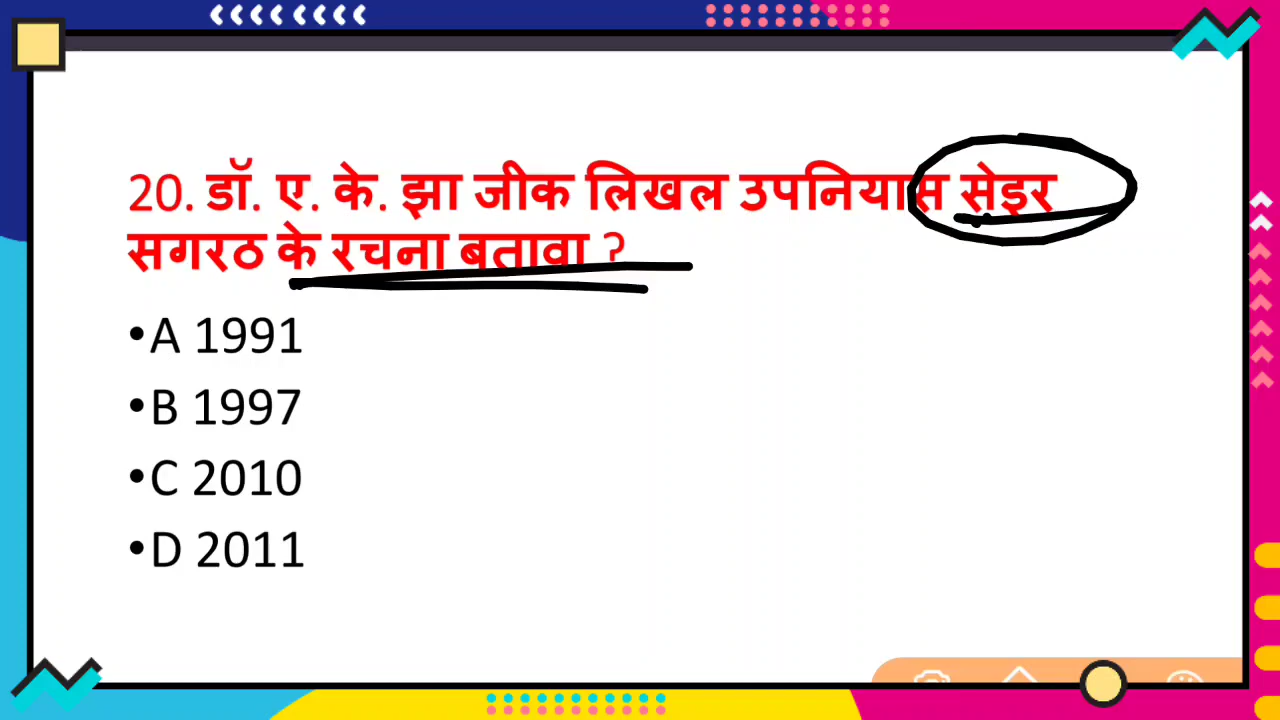 20. डॉ. ए. के. झा जीक लिखल उपनियास सेइर
सगरठ के रचना बतावा ?
•A 1991
•B 1997
•C 2010
•D 2011